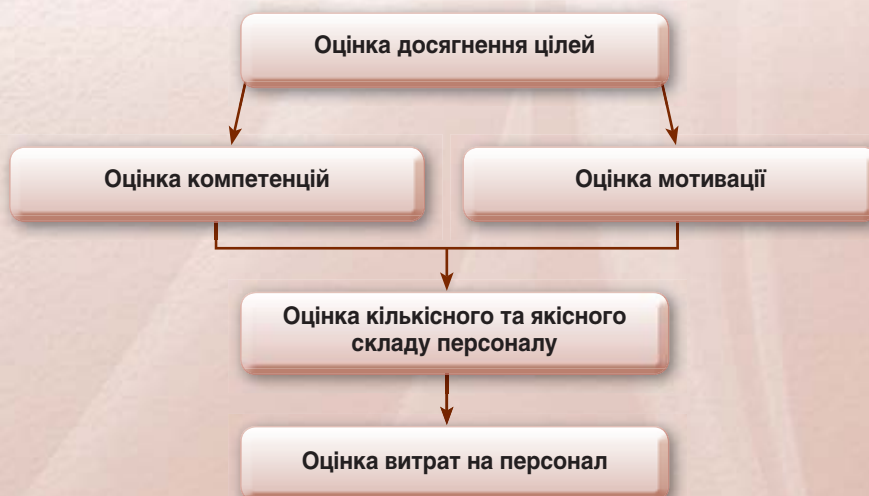 Оцінка досягнення цілей
Оцінка компетенцій
Оцінка мотивації
Оцінка кількісного та якісного
складу персоналу
Оцінка витрат на персонал